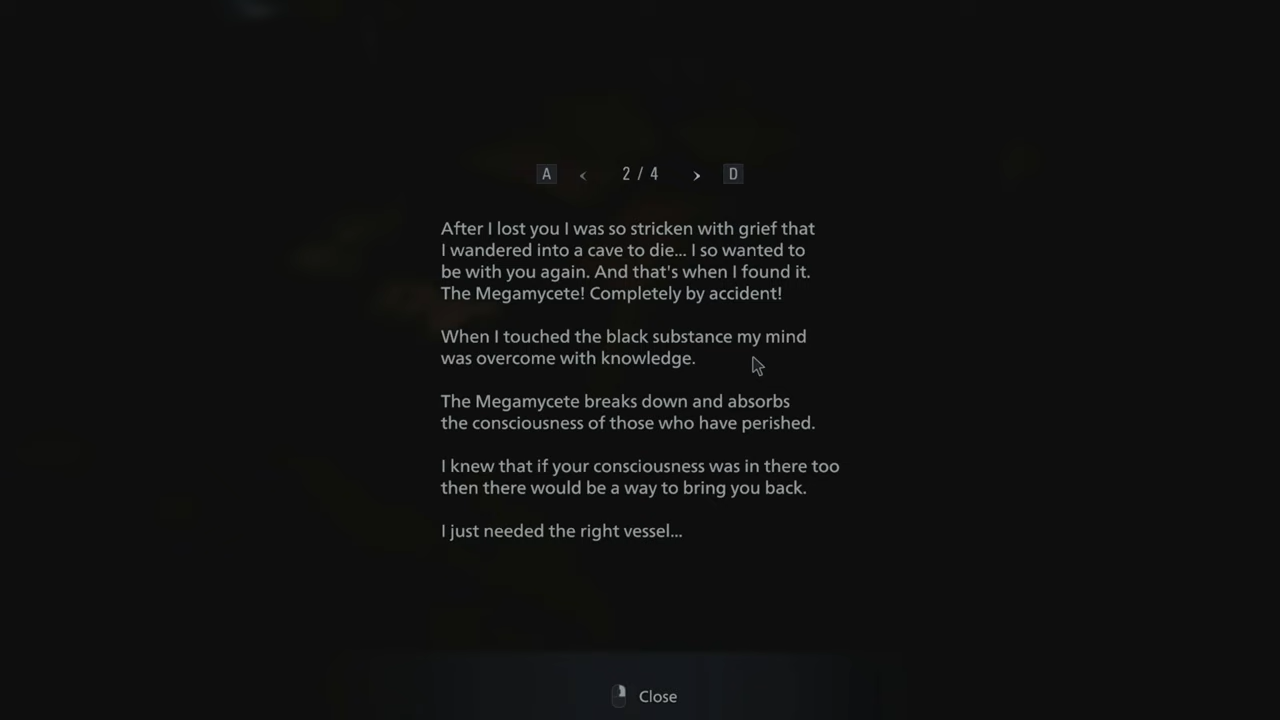 A < 2 / 4 > D
After I lost you I was so stricken with grief that
I wandered into a cave to die... I so wanted to
be with you again. And that's when I found it.
The Megamycete! Completely by accident!
When I touched the black substance my mind
was overcome with knowledge.
The Megamycete breaks down and absorbs
the consciousness of those who have perished.
I knew that if your consciousness was in there too
then there would be a way to bring you back.
I just needed the right vessel...
Close